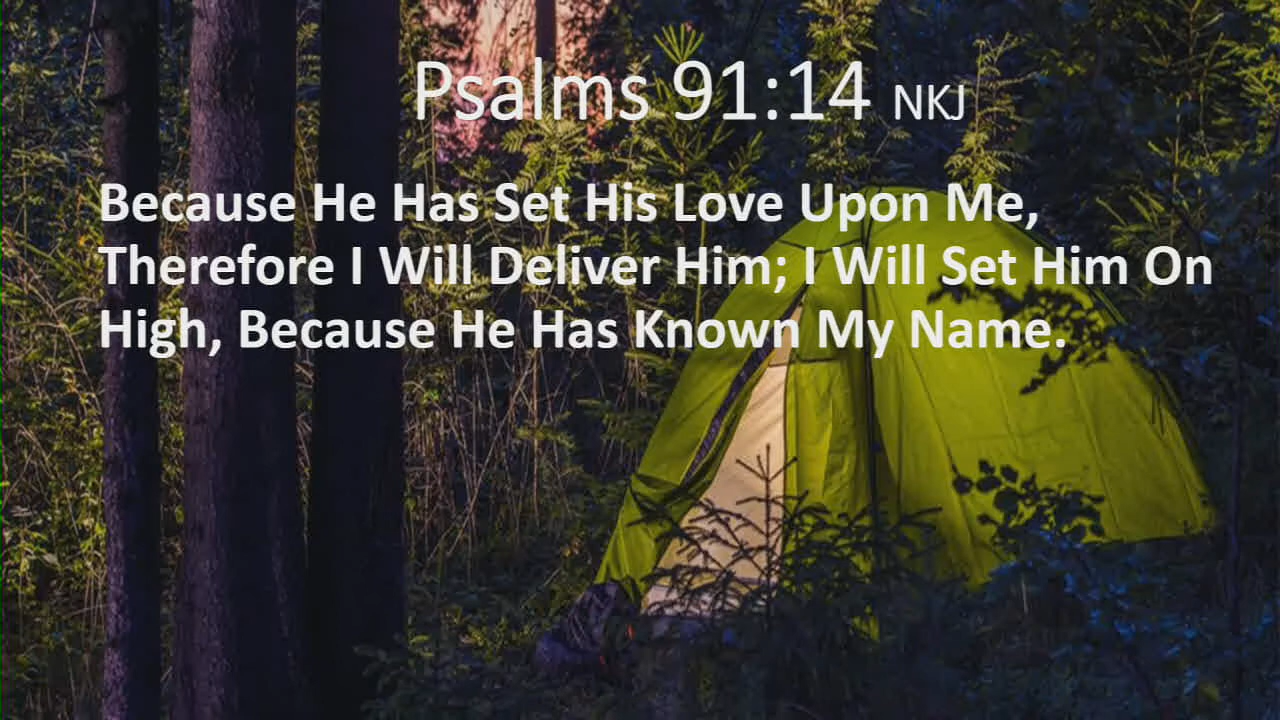 Psalms 91:14 NKJ
Because He Has Set His Love Upon Me,
Therefore I Will Deliver Him; I Will Set Him On
High, Because He Has Known My Name.